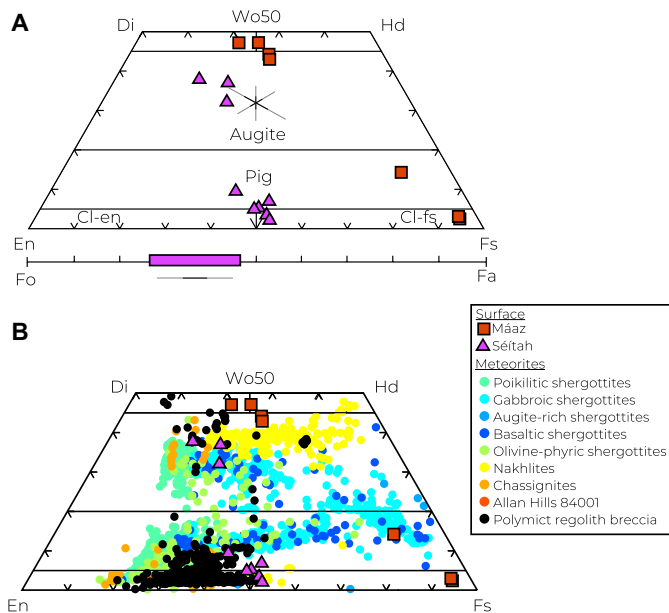 A
Wo50
Di
Hd
Augite
Pig
Cl-en
Cl-fs
En
Fs
Fo
Fa
B
Wo50
Di
Hd
En
Fs
Surface
Máaz
Séítah
Meteorites
Poikilitic shergottites
Gabbroic shergottites
Augite-rich shergottites
Basaltic shergottites
Olivine-phyric shergottites
Nakhlites
Chassignites
Allan Hills 84001
Polymict regolith breccia